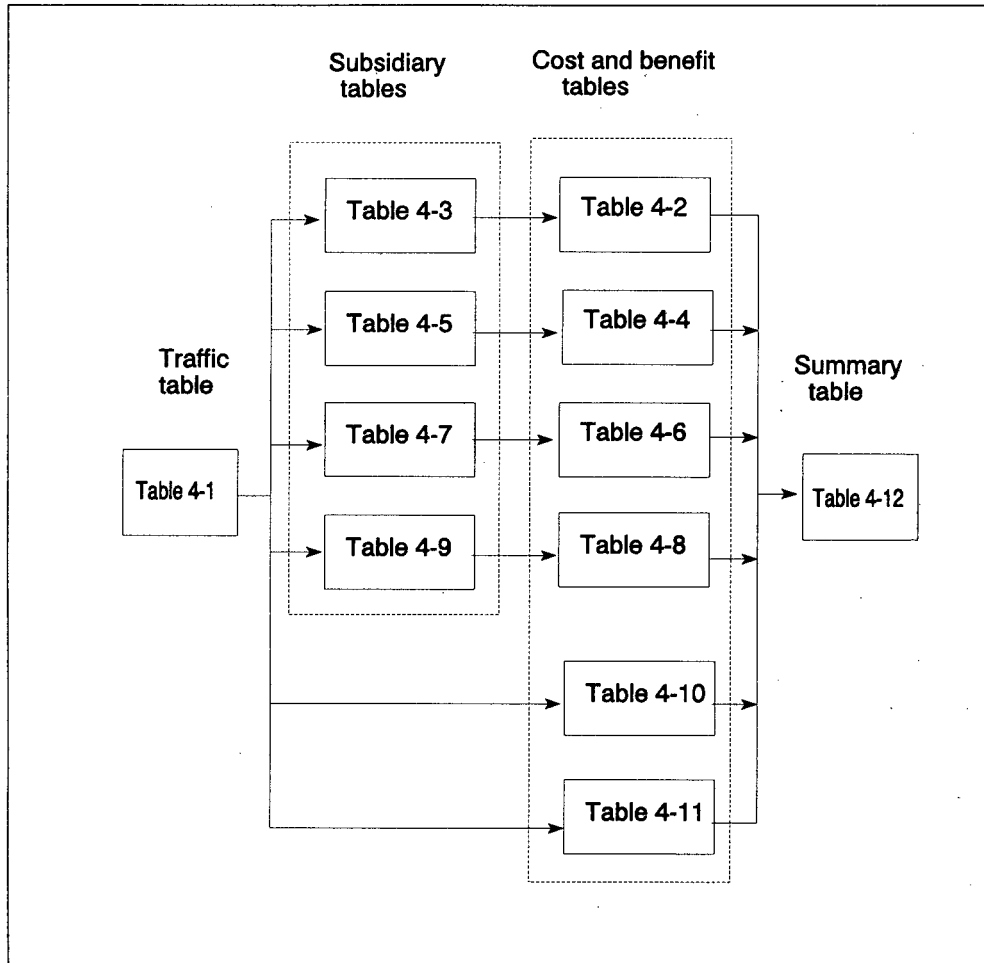 Subsidiary
tables
Cost and benefit
tables
Table 4-3
Table 4-2
Table 4-5
Table 4-4
Traffic
table
Summary
table
Table 4-7
Table 4-6
Table 4-1
Table 4-12
Table 4-9
Table 4-8
Table 4-10
Table 4-11